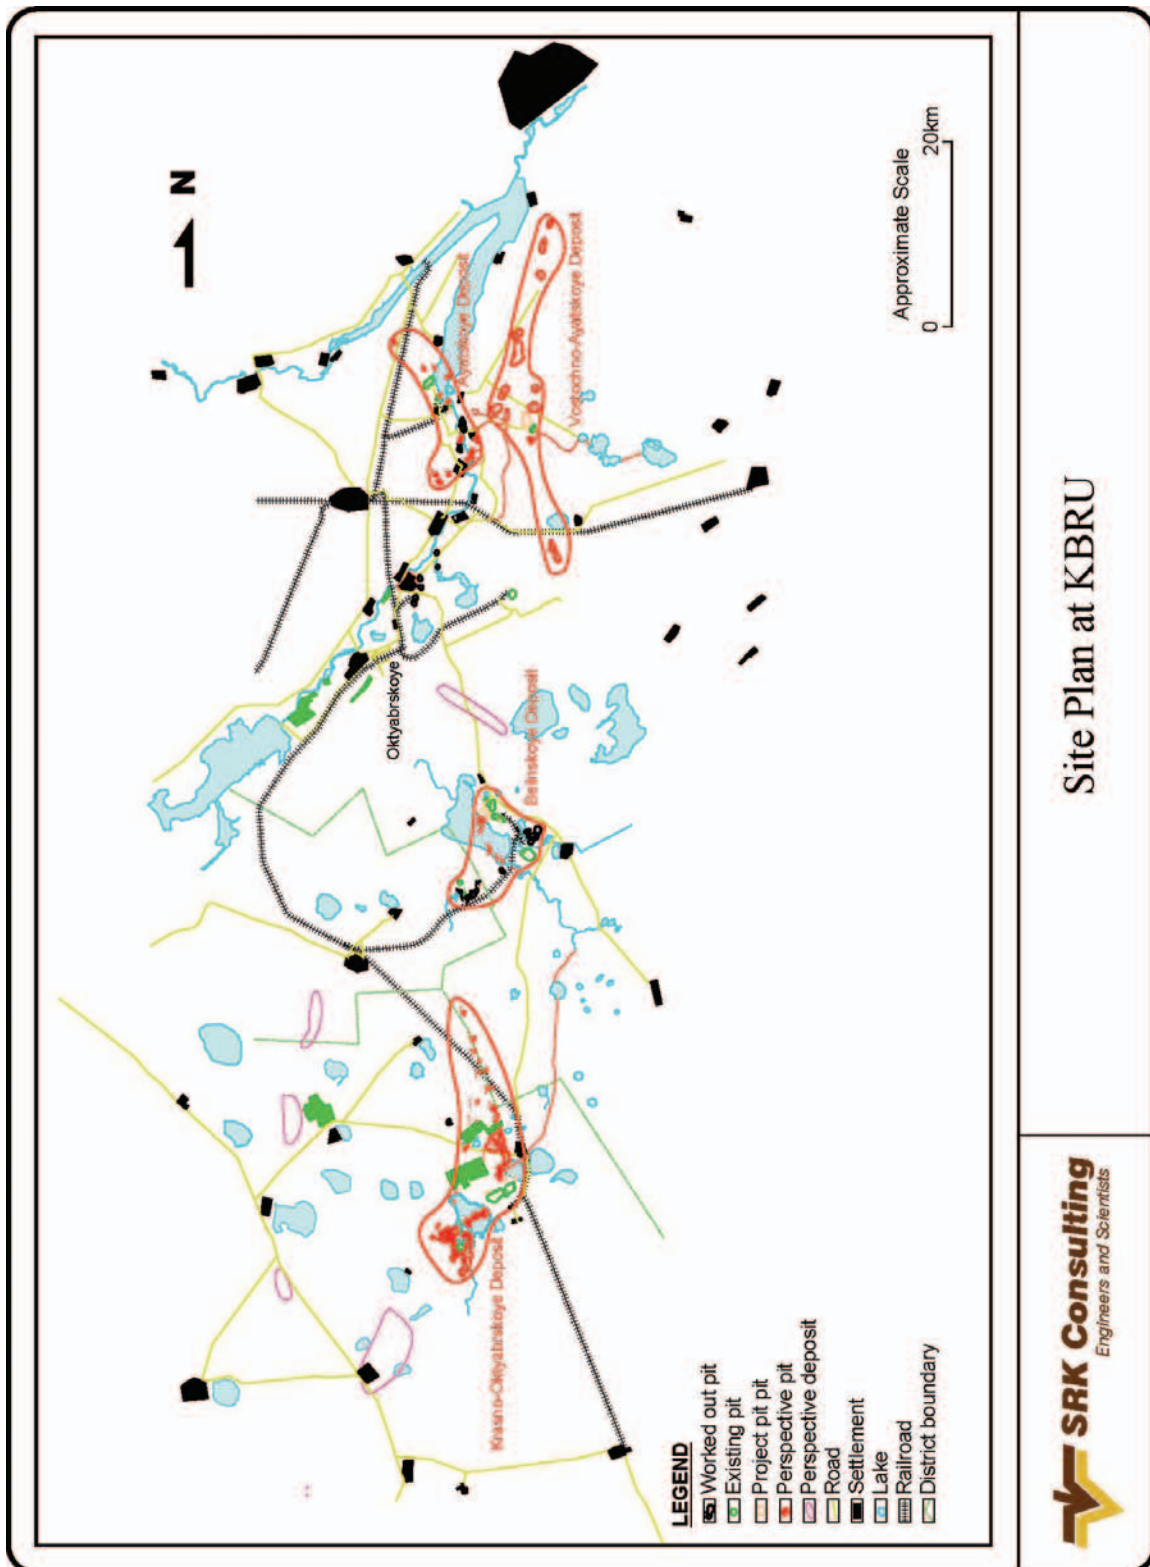 N
Ayatskoye Deposit
Vostochno-Ayatskoye Deposit
Oktyabrskoye
Belinskoye Deposit
Krasno-Oktyabrskoye Deposit
Approximate Scale
0 20km
LEGEND
Worked out pit
Existing pit
Project pit pit
Perspective pit
Perspective deposit
Road
Settlement
Lake
Railroad
District boundary
SRK Consulting
Engineers and Scientists
Site Plan at KBRU